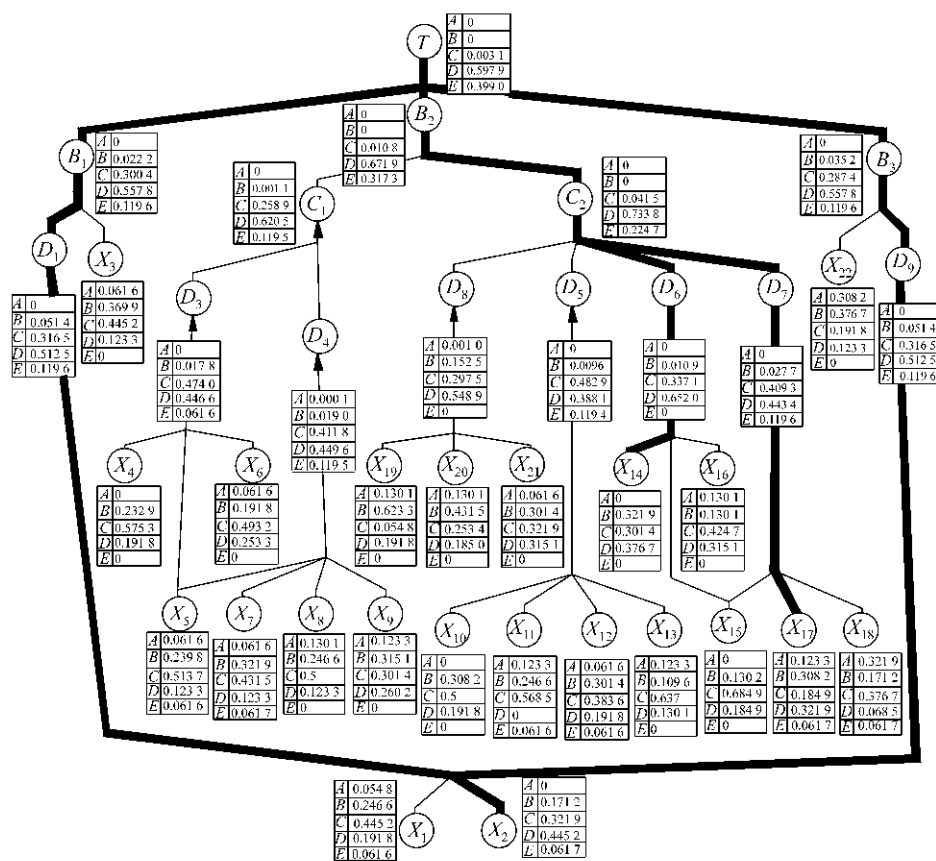 T
A 0
B 0
C 0.003 1
D 0.597 9
E 0.399 0
B1
A 0
B 0.022 2
C 0.300 4
D 0.557 8
E 0.119 6
B2
A 0
B 0
C 0.010 8
D 0.671 9
E 0.317 3
B3
A 0
B 0.035 2
C 0.287 4
D 0.557 8
E 0.119 6
C1
A 0
B 0.001 1
C 0.258 9
D 0.620 5
E 0.119 5
C2
A 0
B 0
C 0.041 5
D 0.733 8
E 0.224 7
D1
A 0
B 0.051 4
C 0.316 5
D 0.512 5
E 0.119 6
X3
A 0.061 6
B 0.369 9
C 0.445 2
D 0.123 3
E 0
D3
A 0
B 0.017 8
C 0.474 0
D 0.446 6
E 0.061 6
D4
A 0.000 1
B 0.019 0
C 0.411 8
D 0.449 6
E 0.119 5
D8
A 0.001 0
B 0.152 5
C 0.297 5
D 0.548 9
E 0
D5
A 0
B 0.0096
C 0.482 9
D 0.388 1
E 0.119 4
D6
A 0
B 0.010 9
C 0.337 1
D 0.652 0
E 0
D7
A 0
B 0.027 7
C 0.409 3
D 0.443 4
E 0.119 6
X22
A 0.308 2
B 0.376 7
C 0.191 8
D 0.123 3
E 0
D9
A 0
B 0.051 4
C 0.316 5
D 0.512 5
E 0.119 6
X4
A 0
B 0.232 9
C 0.575 3
D 0.191 8
E 0
X6
A 0.061 6
B 0.191 8
C 0.493 2
D 0.253 3
E 0
X19
A 0.130 1
B 0.623 3
C 0.054 8
D 0.191 8
E 0
X20
A 0.130 1
B 0.431 5
C 0.253 4
D 0.185 0
E 0
X21
A 0.061 6
B 0.301 4
C 0.321 9
D 0.315 1
E 0
X14
A 0
B 0.321 9
C 0.301 4
D 0.376 7
E 0
X16
A 0.130 1
B 0.130 1
C 0.424 7
D 0.315 1
E 0
X5
A 0.061 6
B 0.239 8
C 0.513 7
D 0.123 3
E 0.061 6
X7
A 0.061 6
B 0.321 9
C 0.431 5
D 0.123 3
E 0.061 7
X8
A 0.130 1
B 0.246 6
C 0.5
D 0.123 3
E 0
X9
A 0.123 3
B 0.315 1
C 0.301 4
D 0.260 2
E 0
X10
A 0
B 0.308 2
C 0.5
D 0.191 8
E 0
X11
A 0.123 3
B 0.246 6
C 0.568 5
D 0
E 0.061 6
X12
A 0.061 6
B 0.301 4
C 0.383 6
D 0.191 8
E 0.061 6
X13
A 0.123 3
B 0.109 6
C 0.637
D 0.130 1
E 0
X15
A 0
B 0.130 2
C 0.684 9
D 0.184 9
E 0
X17
A 0.123 3
B 0.308 2
C 0.184 9
D 0.321 9
E 0.061 7
X18
A 0.321 9
B 0.171 2
C 0.376 7
D 0.068 5
E 0.061 7
A 0.054 8
B 0.246 6
C 0.445 2
D 0.191 8
E 0.061 6
X1
X2
A 0
B 0.171 2
C 0.321 9
D 0.445 2
E 0.061 7